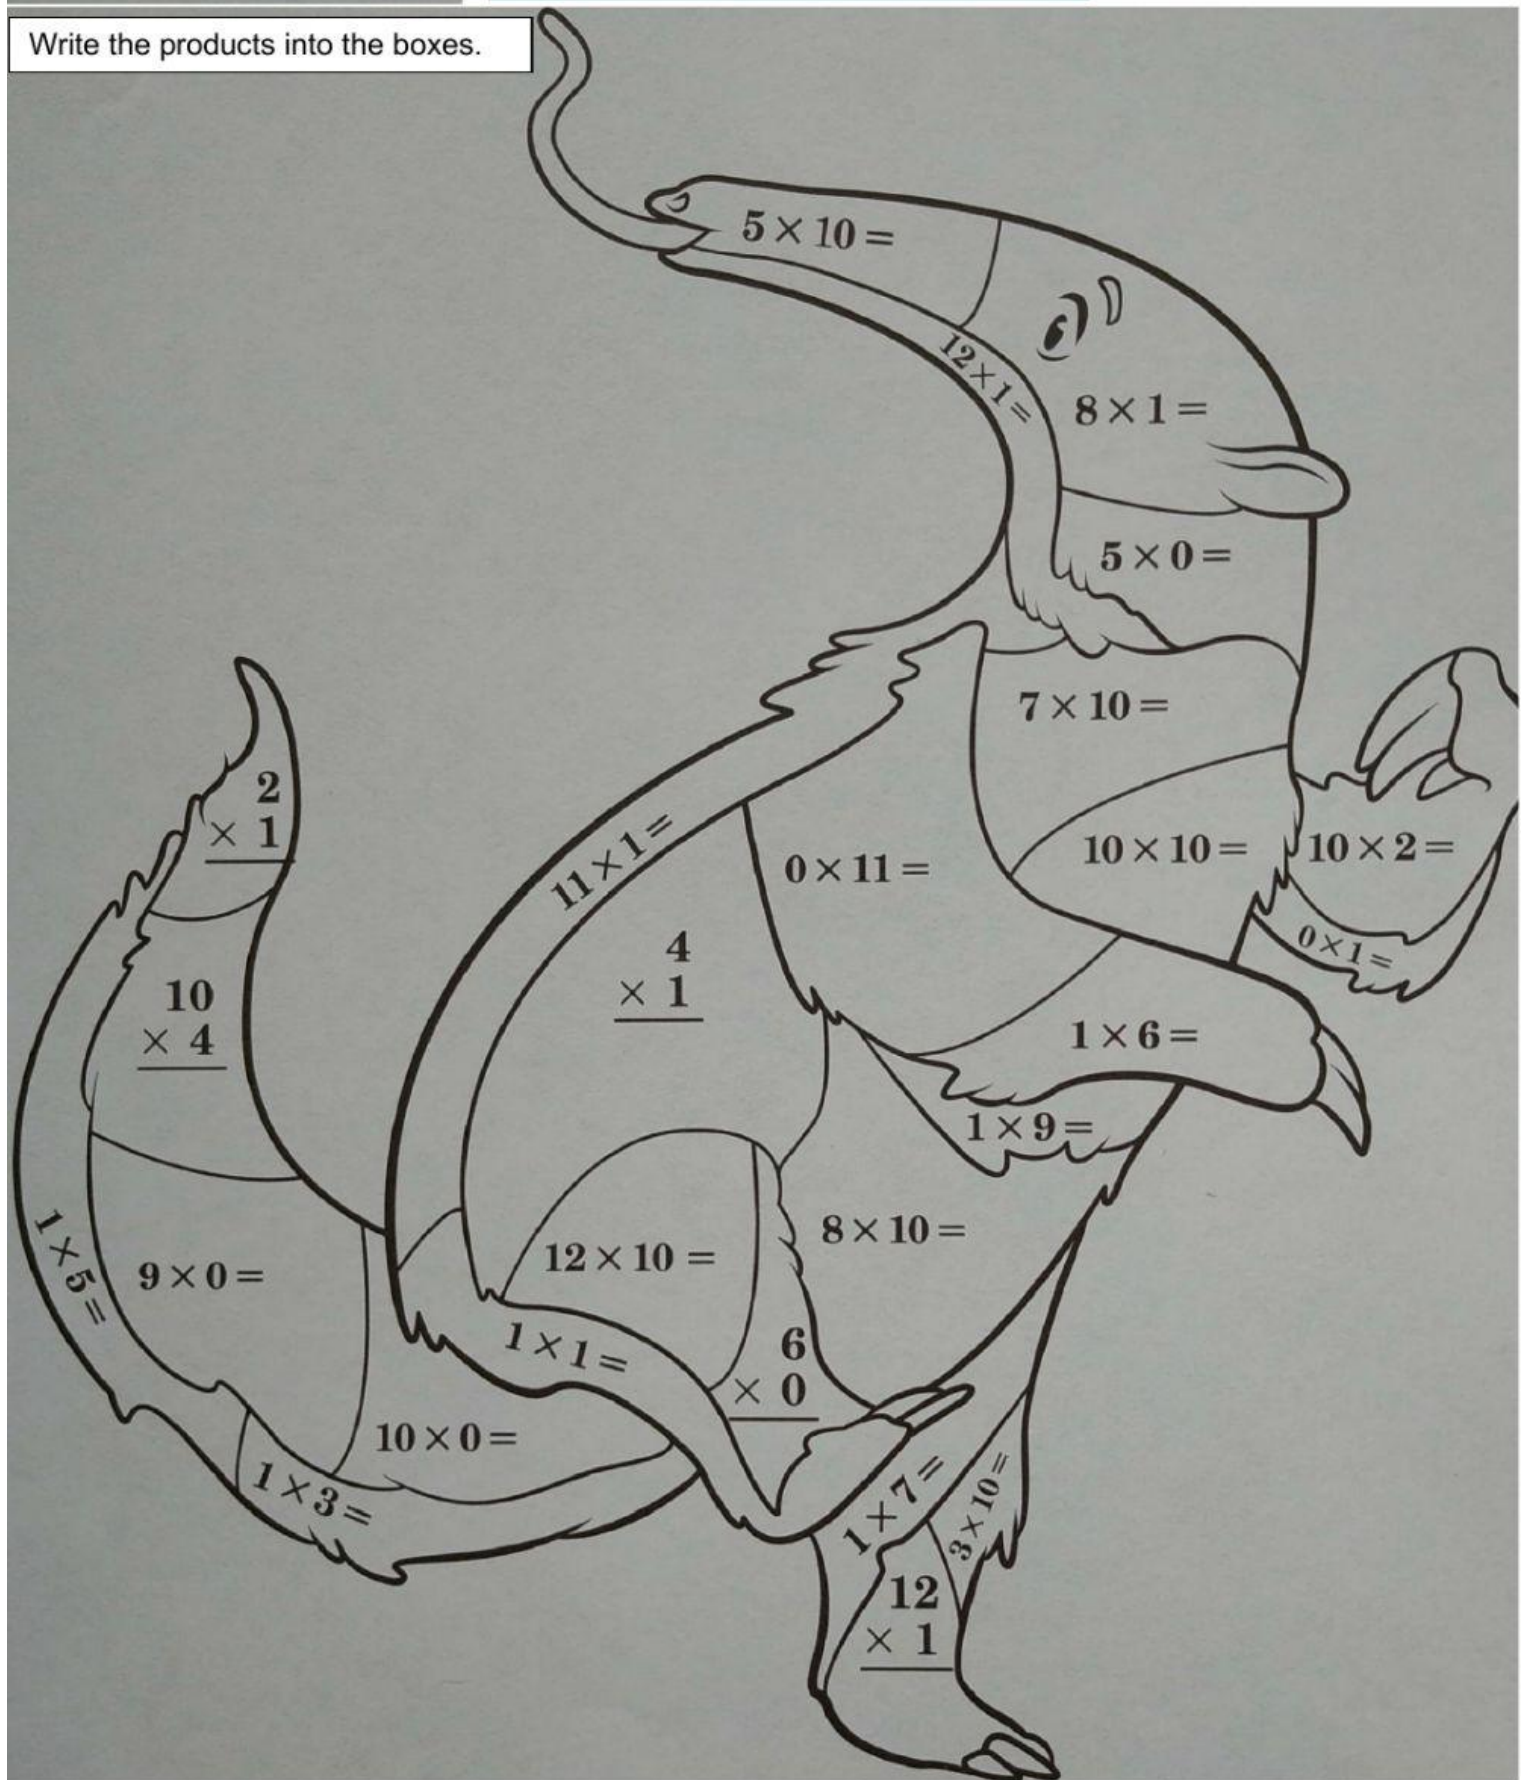 Write the products into the boxes.
5 × 10 =
12 × 1 =
8 × 1 =
5 × 0 =
7 × 10 =
2
× 1
11 × 1 =
0 × 11 =
10 × 10 =
10 × 2 =
4
× 1
0 × 1 =
10
× 4
1 × 6 =
1 × 9 =
1 × 5 =
9 × 0 =
12 × 10 =
8 × 10 =
1 × 1 =
6
× 0
10 × 0 =
1 × 3 =
1 × 7 =
3 × 10 =
12
× 1